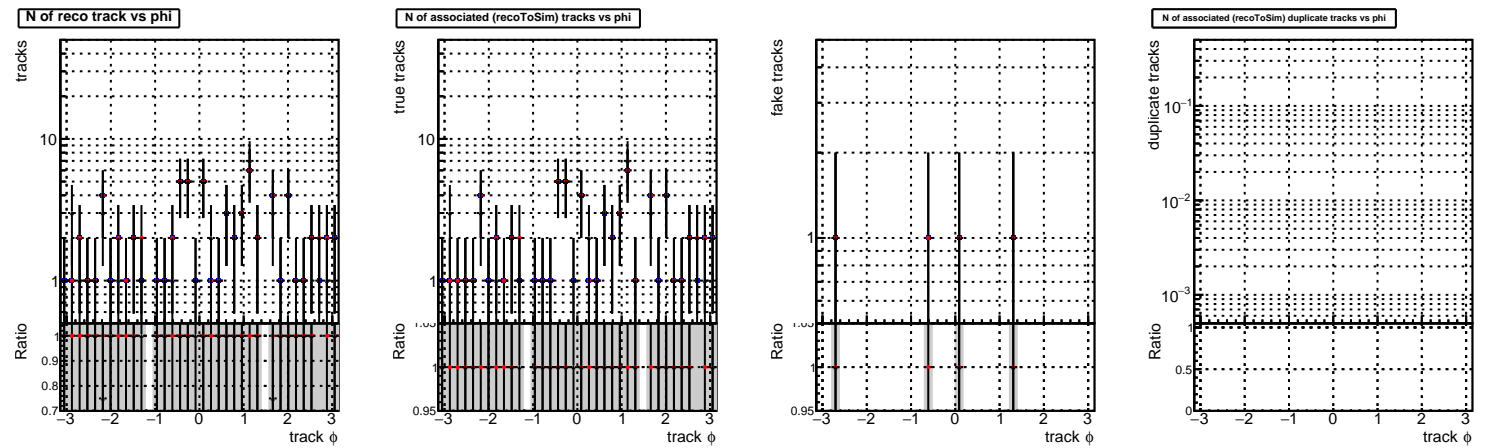 N of reco track vs phi
tracks
10
1
Ratio
1
0.9
0.8
0.7
−3 −2 −1 0 1 2 3
track ϕ
N of associated (recoToSim) tracks vs phi
true tracks
10
1
Ratio
1.05
1
0.95
−3 −2 −1 0 1 2 3
track ϕ
fake tracks
1
Ratio
1.05
1
0.95
−3 −2 −1 0 1 2 3
track ϕ
N of associated (recoToSim) duplicate tracks vs phi
duplicate tracks
10⁻¹
10⁻²
10⁻³
Ratio
1
0.5
0
−3 −2 −1 0 1 2 3
track ϕ